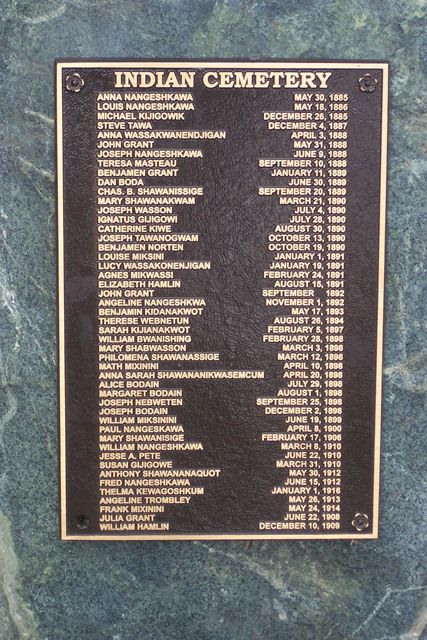 INDIAN CEMETERY
ANNA NANGESHKAWA MAY 30, 1885
LOUIS NANGESHKAWA MAY 18, 1886
MICHAEL KIJIGOWIK DECEMBER 26, 1885
STEVE TAWA DECEMBER 4, 1887
ANNA WASSAKWANENDJIGAN APRIL 3, 1888
JOHN GRANT MAY 31, 1888
JOSEPH NANGESHKAWA JUNE 9, 1888
TERESA MASTEAU SEPTEMBER 10, 1888
BENJAMEN GRANT JANUARY 11, 1889
DAN BODA JUNE 30, 1889
CHAS. B. SHAWANISSIGE SEPTEMBER 20, 1889
MARY SHAWANAKWAM MARCH 21, 1890
JOSEPH WASSON JULY 4, 1890
IGNATUS GIJIGOWI JULY 28, 1890
CATHERINE KIWE AUGUST 30, 1890
JOSEPH TAWANOGWAM OCTOBER 13, 1890
BENJAMEN NORTEN OCTOBER 19, 1890
LOUISE MIKSINI JANUARY 1, 1891
LUCY WASSAKONENJIGAN JANUARY 19, 1891
AGNES MIKWASSI FEBRUARY 24, 1891
ELIZABETH HAMLIN AUGUST 15, 1891
JOHN GRANT SEPTEMBER 1892
ANGELINE NANGESHKWA NOVEMBER 1, 1892
BENJAMIN KIDANAKWOT MAY 17, 1893
THERESE WEBNETUN AUGUST 26, 1894
SARAH KIJIANAKWOT FEBRUARY 5, 1897
WILLIAM BWANISHING FEBRUARY 28, 1898
MARY SHABWASSON MARCH 3, 1898
PHILOMENA SHAWANASSIGE MARCH 12, 1898
MATH MIXININI APRIL 10, 1898
ANNA SARAH SHAWANANIKWASEMCUM APRIL 20, 1898
ALICE BODAIN JULY 29, 1898
MARGARET BODAIN AUGUST 1, 1898
JOSEPH NEBWETEN SEPTEMBER 25, 1898
JOSEPH BODAIN DECEMBER 2, 1898
WILLIAM MIKSININI JUNE 19, 1899
PAUL NANGESKAWA APRIL 8, 1900
MARY SHAWANISIGE FEBRUARY 17, 1906
WILLIAM NANGESHKAWA MARCH 8, 1910
JESSE A. PETE JUNE 22, 1910
SUSAN GIJIGOWE MARCH 31, 1910
ANTHONY SHAWANANAQUOT MAY 30, 1912
FRED NANGESHKAWA JUNE 15, 1912
THELMA KEWAGOSHKUM JANUARY 1, 1916
ANGELINE TROMBLEY MAY 26, 1913
FRANK MIXININI MAY 24, 1914
JULIA GRANT JUNE 22, 1908
WILLIAM HAMLIN DECEMBER 10, 1909